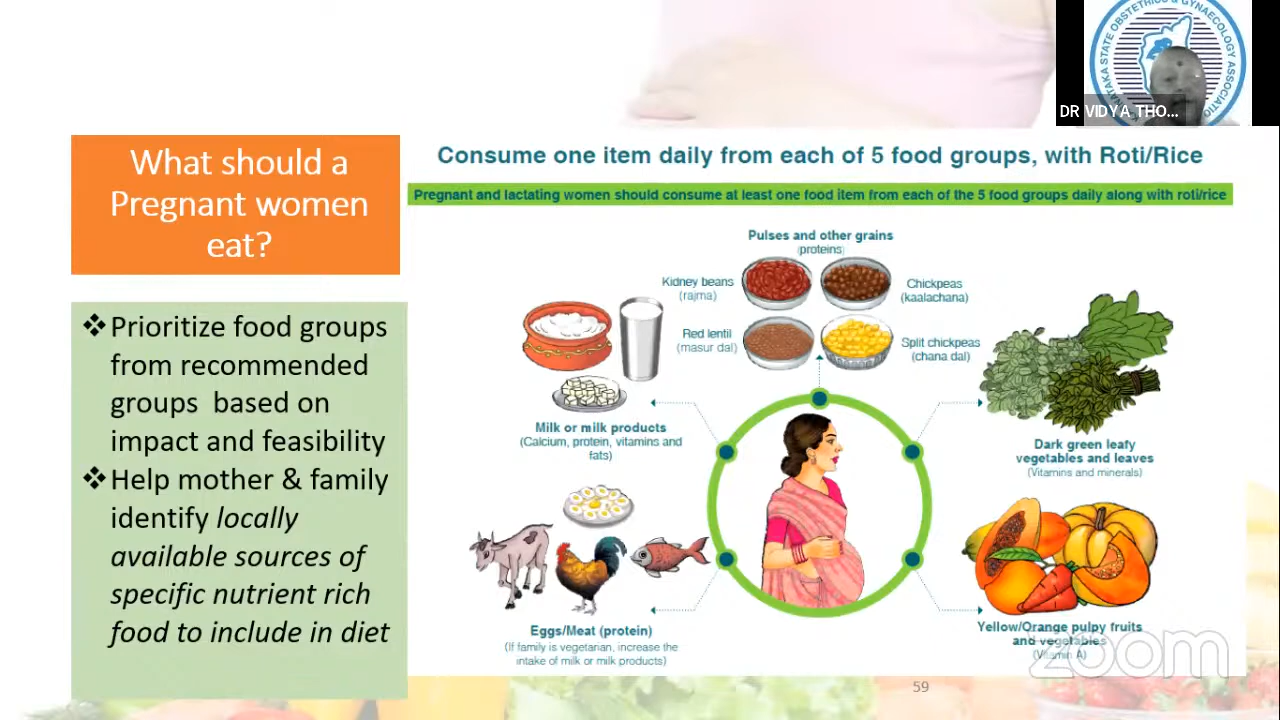 KARNATAKA STATE OBSTETRICS & GYNAECOLOGY ASSOCIATION
DR VIDYA THO...
What should a
Pregnant women
eat?
❖Prioritize food groups
from recommended
groups based on
impact and feasibility
❖Help mother & family
identify locally
available sources of
specific nutrient rich
food to include in diet
Consume one item daily from each of 5 food groups, with Roti/Rice
Pregnant and lactating women should consume at least one food item from each of the 5 food groups daily along with roti/rice
Pulses and other grains
(proteins)
Kidney beans
(rajma)
Chickpeas
(kaalachana)
Red lentil
(masur dal)
Split chickpeas
(chana dal)
Milk or milk products
(Calcium, protein, vitamins and
fats)
Dark green leafy
vegetables and leaves
(Vitamins and minerals)
Eggs/Meat (protein)
(If family is vegetarian, increase the
intake of milk or milk products)
Yellow/Orange pulpy fruits
and vegetables
(Vitamin A)
zoom
59